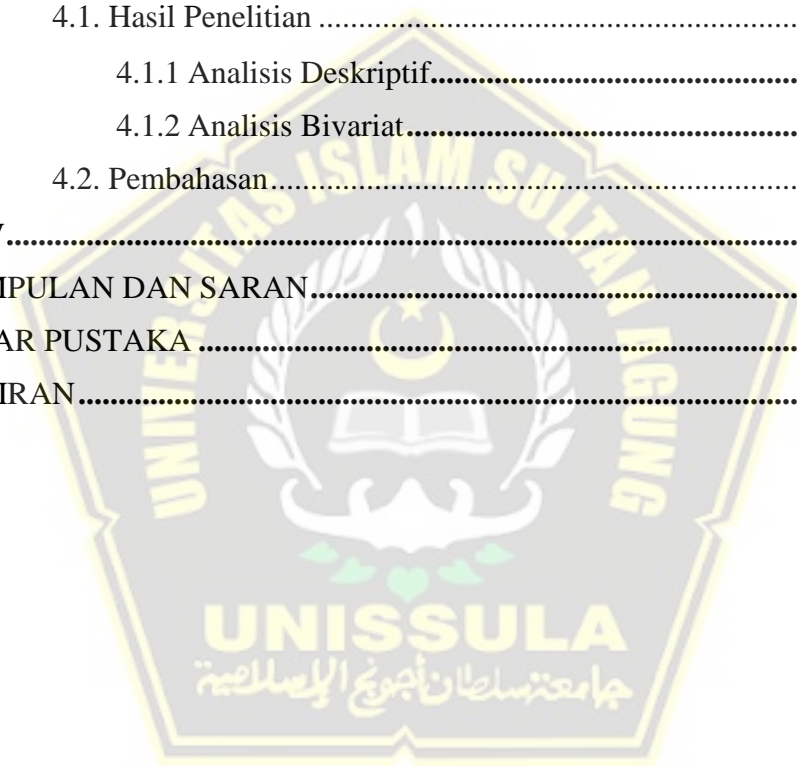 4.1. Hasil Penelitian ................................................................
4.1.1 Analisis Deskriptif................................................
4.1.2 Analisis Bivariat....................................................
4.2. Pembahasan......................................................................
V.....................................................................................................
MPULAN DAN SARAN..............................................................
AR PUSTAKA ............................................................................
IRAN...........................................................................................
UNIVERSITAS ISLAM SULTAN AGUNG
UNISSULA
جامعة سلطان أجونج الإسلامية